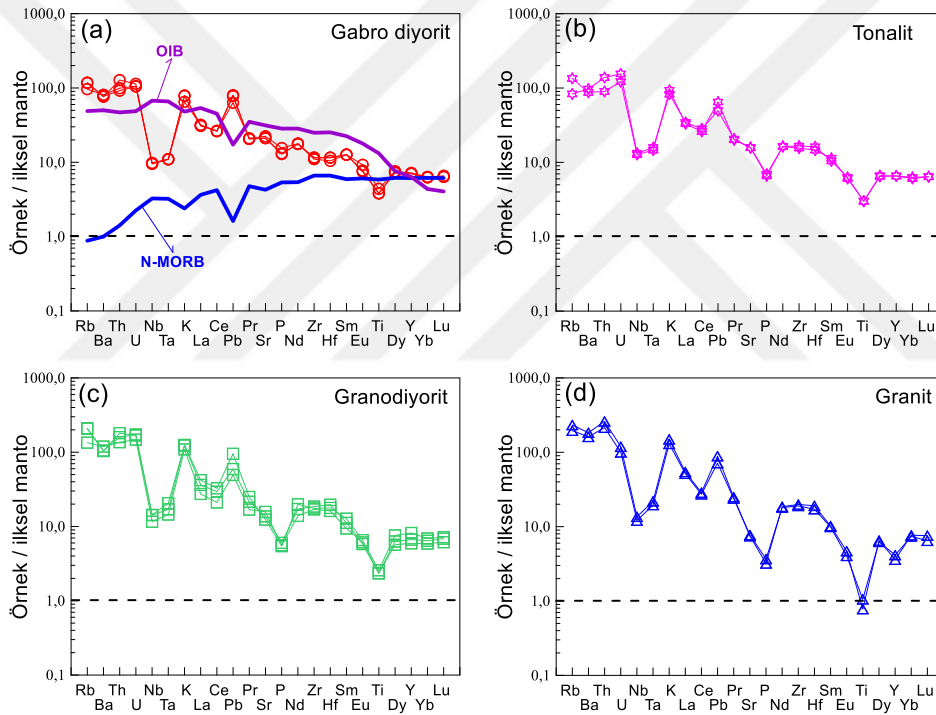 (a)
Gabro diyorit
OIB
N-MORB
Örnek / ilksel manto
1000,0
100,0
10,0
1,0
0,1
Rb Th Nb K Ce Pr P Zr Sm Ti Y Lu
Ba U Ta La Pb Sr Nd Hf Eu Dy Yb
(b)
Tonalit
Örnek / ilksel manto
1000,0
100,0
10,0
1,0
0,1
Rb Th Nb K Ce Pr P Zr Sm Ti Y Lu
Ba U Ta La Pb Sr Nd Hf Eu Dy Yb
(c)
Granodiyorit
Örnek / ilksel manto
1000,0
100,0
10,0
1,0
0,1
Rb Th Nb K Ce Pr P Zr Sm Ti Y Lu
Ba U Ta La Pb Sr Nd Hf Eu Dy Yb
(d)
Granit
Örnek / ilksel manto
1000,0
100,0
10,0
1,0
0,1
Rb Th Nb K Ce Pr P Zr Sm Ti Y Lu
Ba U Ta La Pb Sr Nd Hf Eu Dy Yb